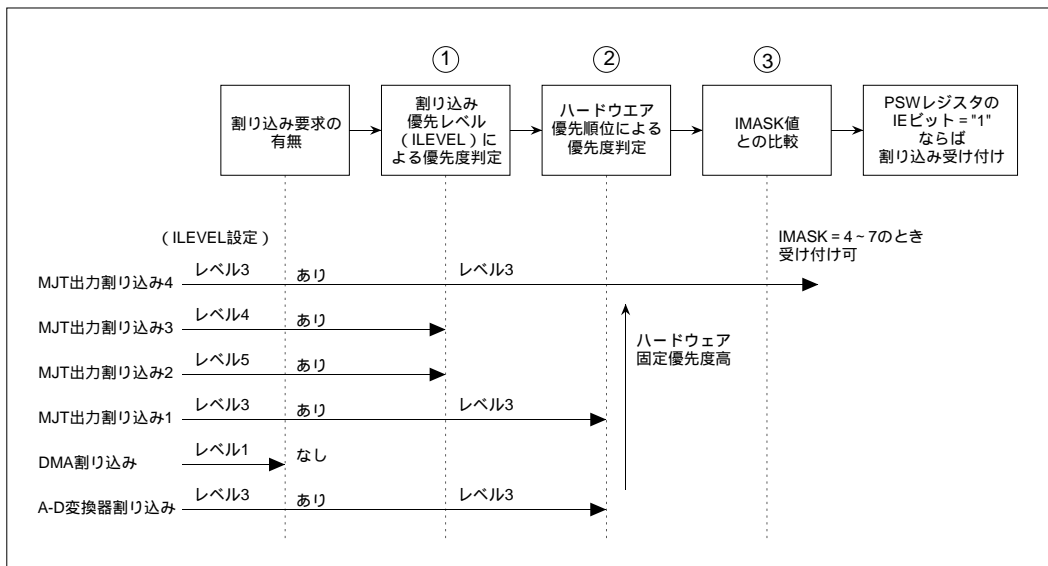 ①
②
③
割り込み要求の
有無
割り込み
優先レベル
( ILEVEL ) に
よる優先度判定
ハードウエア
優先順位による
優先度判定
IMASK値
との比較
PSWレジスタの
IEビット = "1"
ならば
割り込み受け付け
( ILEVEL設定 )
IMASK = 4 ~ 7のとき
受け付け可
MJT出力割り込み4 レベル3 あり レベル3
MJT出力割り込み3 レベル4 あり
ハードウェア
固定優先度高
MJT出力割り込み2 レベル5 あり
MJT出力割り込み1 レベル3 あり レベル3
DMA割り込み レベル1 なし
A-D変換器割り込み レベル3 あり レベル3